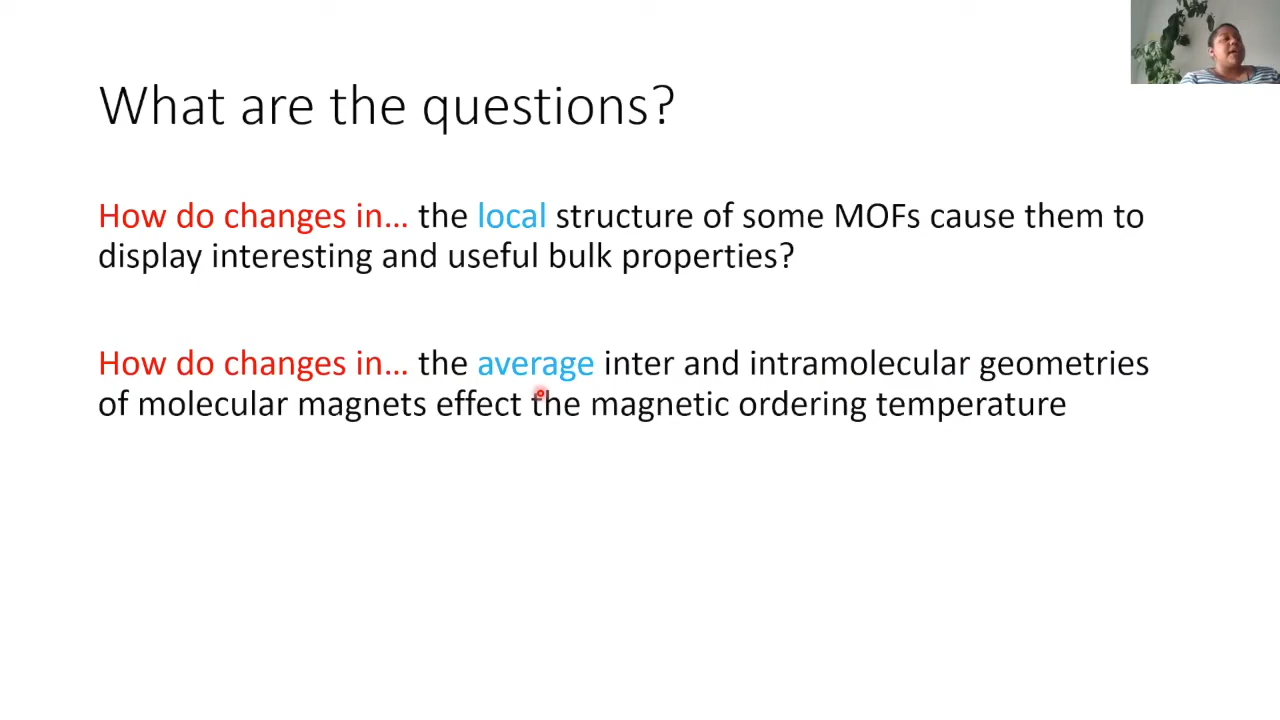 What are the questions?
How do changes in... the local structure of some MOFs cause them to
display interesting and useful bulk properties?
How do changes in... the average inter and intramolecular geometries
of molecular magnets effect the magnetic ordering temperature